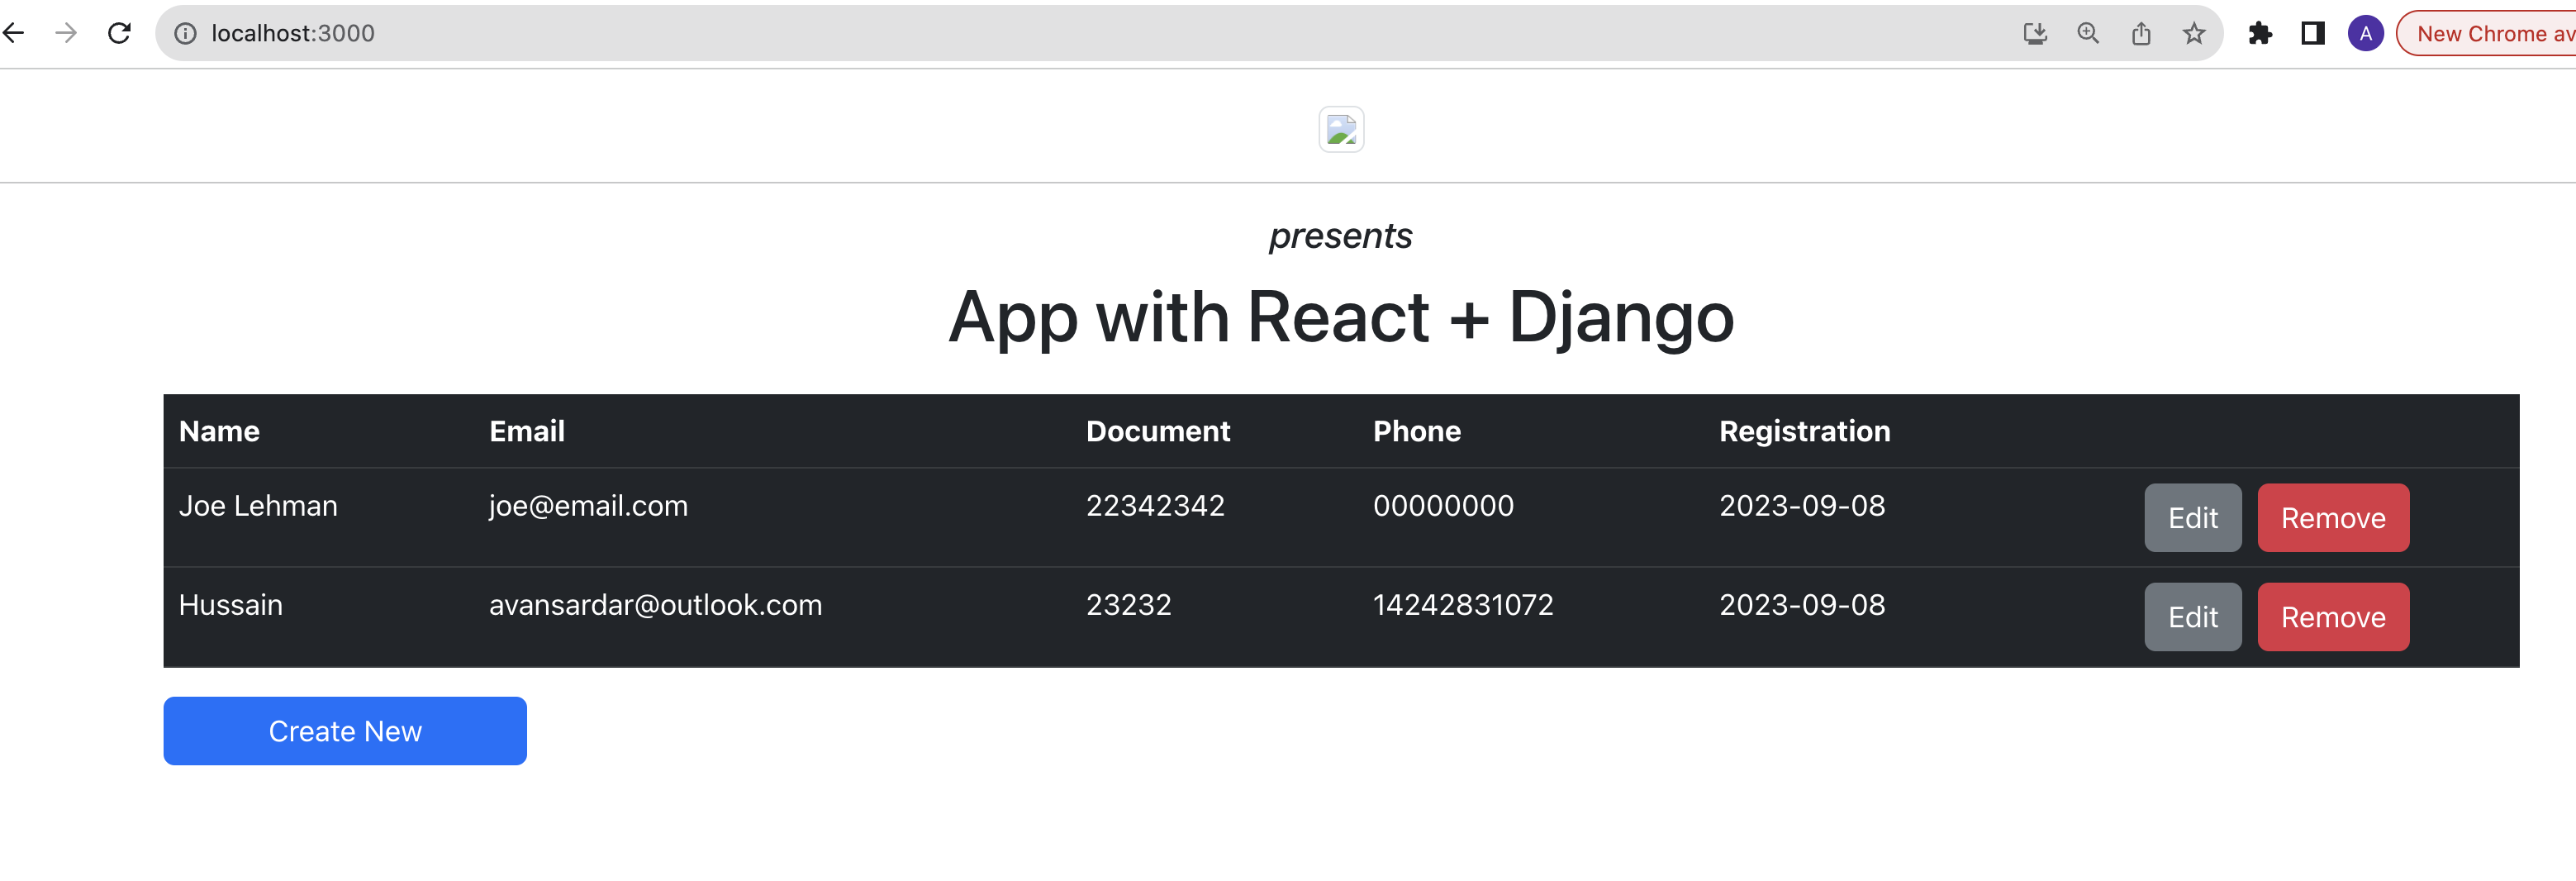 localhost:3000
A
New Chrome av
presents
App with React + Django
Name Email Document Phone Registration
Joe Lehman joe@email.com 22342342 00000000 2023-09-08 Edit Remove
Hussain avansardar@outlook.com 23232 14242831072 2023-09-08 Edit Remove
Create New